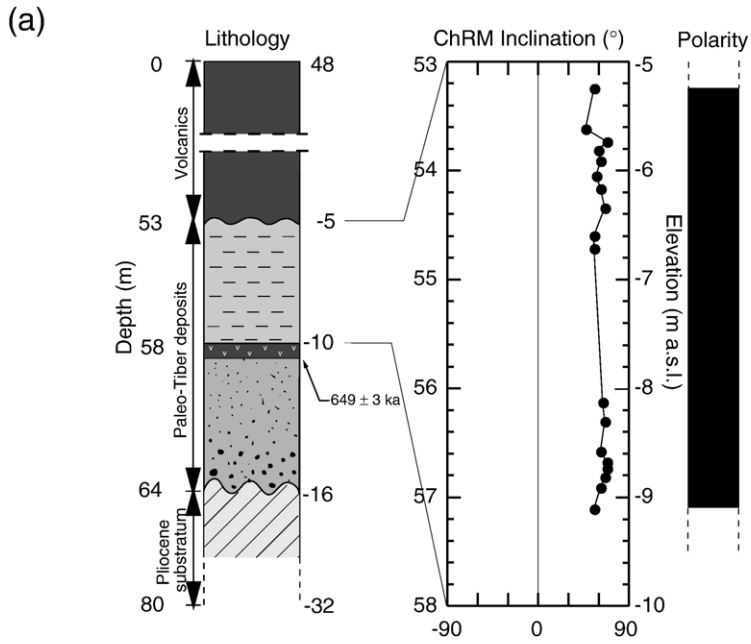 (a)
Lithology
ChRM Inclination (°)
Polarity
0
48
53
-5
Volcanics
54
-6
53
-5
Depth (m)
Paleo-Tiber deposits
55
-7
Elevation (m a.s.l.)
58
-10
v v v v v
v v v v
649 ± 3 ka
56
-8
64
-16
57
-9
Pliocene
substratum
80
-32
58
-10
-90
0
90